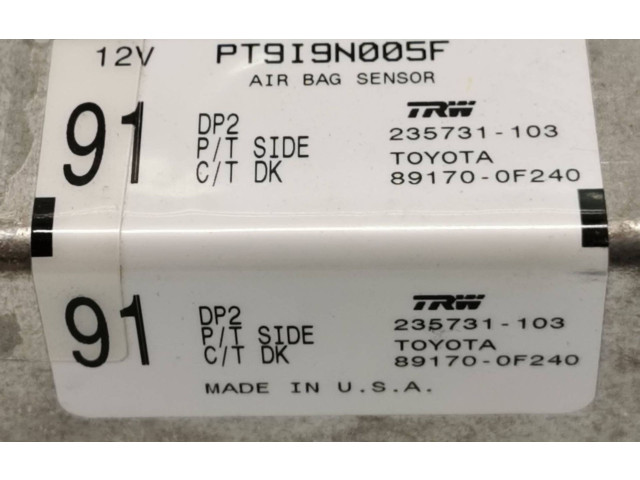 12V PT9I9N005F
AIR BAG SENSOR
91 DP2 TRW
P/T SIDE 235731-103
C/T DK TOYOTA
89170-0F240
91 DP2 TRW
P/T SIDE 235731-103
C/T DK TOYOTA
89170-0F240
MADE IN U.S.A.